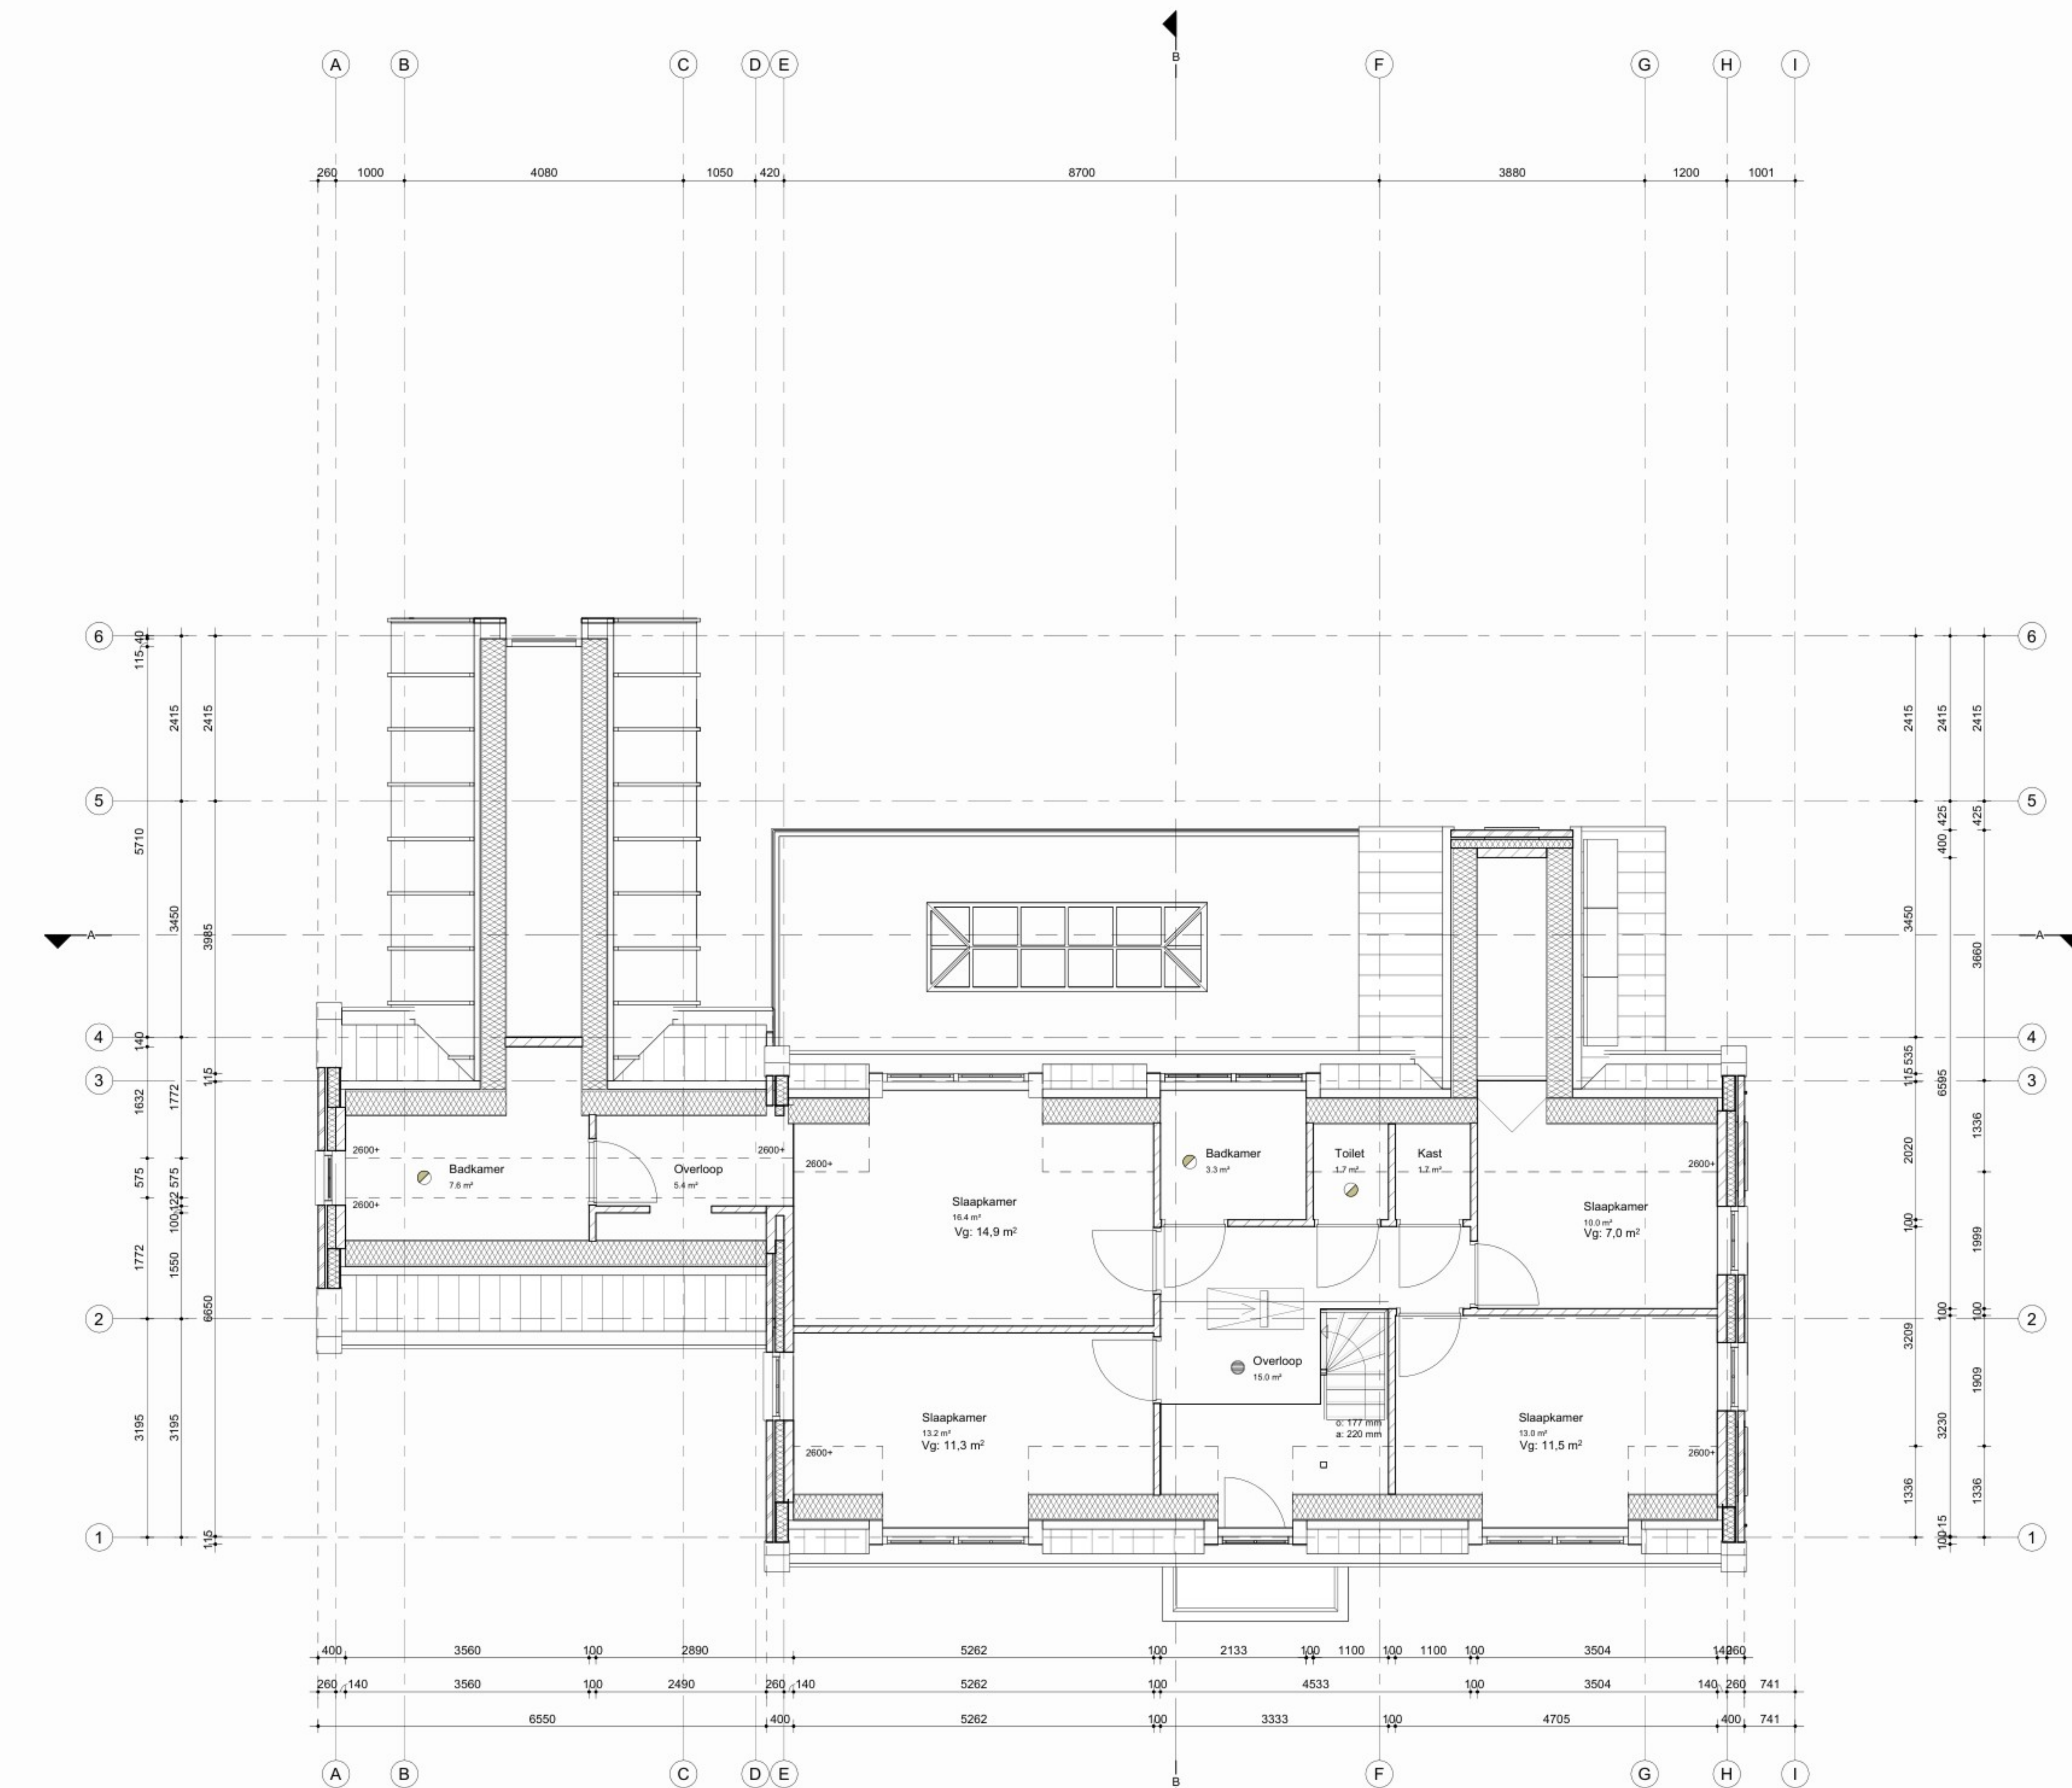 B
A B C D E F G H I
260 1000 4080 1050 420 8700 3880 1200 1001
6 6
115 40
2415 2415 2415 2415 2415
5 5
5710 425 425
400
3450 3985 3450 3660
A A
4 4
140 535
3 115 115 3
1632 1772 6595 1336
2600+ 2600+ Badkamer Toilet Kast
Badkamer Overloop 2600+ 3.3 m² 1.7 m² 1.7 m² 2600+
7.6 m² 5.4 m²
575 575 2020
2600+
122
100 100
Slaapkamer
16.4 m²
Vg: 14,9 m²
Slaapkamer
10.0 m²
Vg: 7,0 m²
1772 1550 1999
6650
2 100 100 2
3209
Overloop
15.0 m²
1909
Slaapkamer
13.2 m²
Vg: 11,3 m²
o: 177 mm
a: 220 mm
Slaapkamer
13.0 m²
Vg: 11,5 m²
2600+ 2600+
3195 3195 3230
1336 1336
1 115 100 15 1
400 3560 100 2890 5262 100 2133 100 1100 100 1100 100 3504 140 260
260 140 3560 100 2490 260 140 5262 100 4533 100 3504 140 260 741
6550 400 5262 100 3333 100 4705 400 741
A B C D E B F G H I